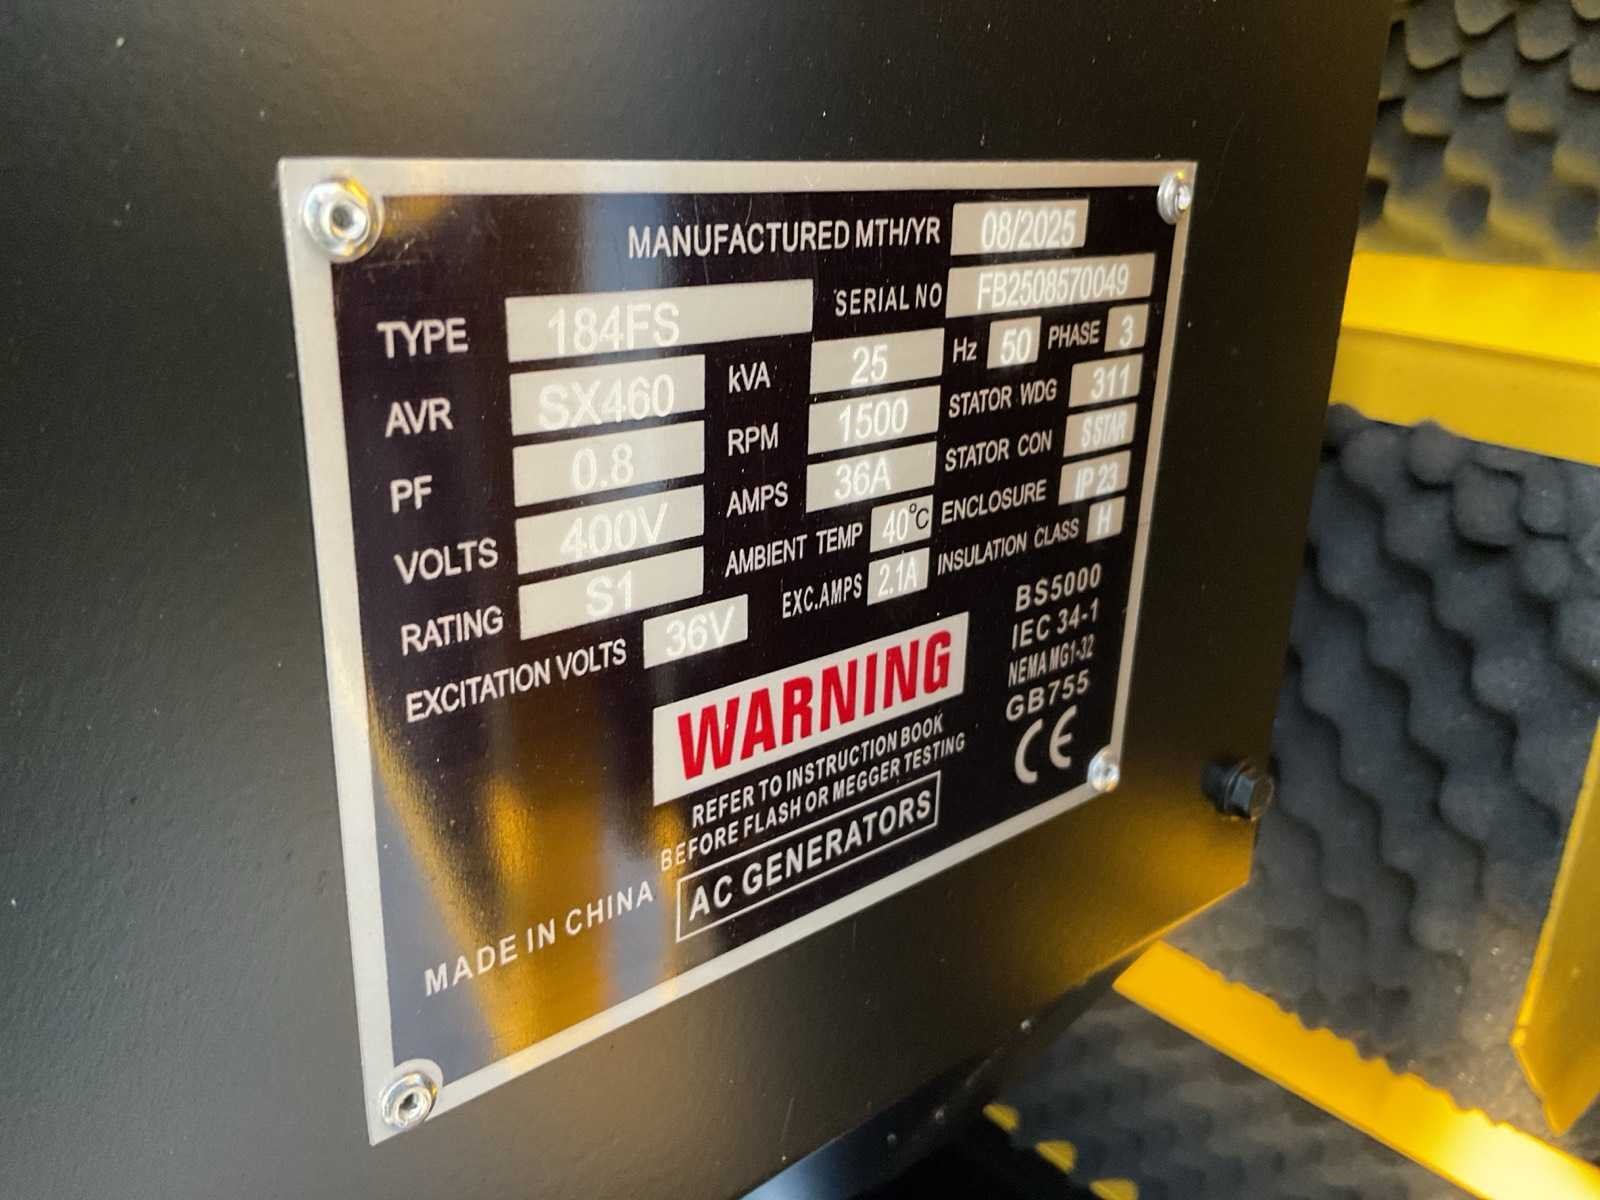 MANUFACTURED MTH/YR 08/2025
TYPE 184FS SERIAL NO FB2508570049
AVR SX460 kVA 25 Hz 50 PHASE 3
PF 0.8 RPM 1500 STATOR WDG 311
VOLTS 400V AMPS 36A STATOR CON S STAR
RATING S1 AMBIENT TEMP 40°C ENCLOSURE IP 23
EXCITATION VOLTS 36V EXC.AMPS 2.1A INSULATION CLASS H
WARNING
REFER TO INSTRUCTION BOOK
BEFORE FLASH OR MEGGER TESTING
BS5000
IEC 34-1
NEMA MG1-32
GB755
CE
MADE IN CHINA
AC GENERATORS